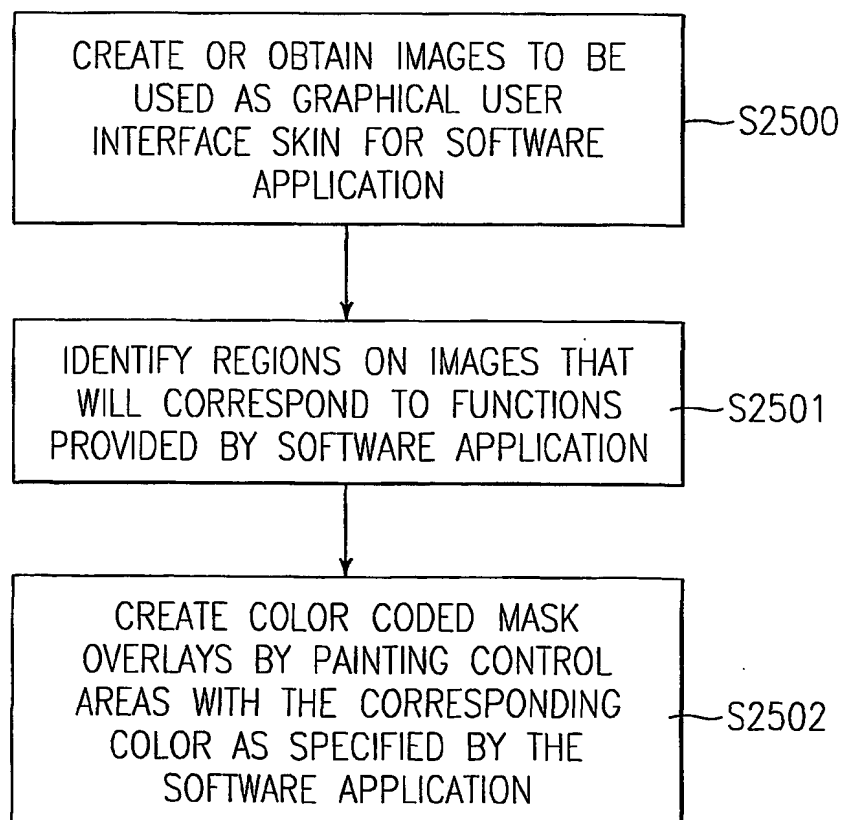 CREATE OR OBTAIN IMAGES TO BE
USED AS GRAPHICAL USER
INTERFACE SKIN FOR SOFTWARE
APPLICATION
S2500
IDENTIFY REGIONS ON IMAGES THAT
WILL CORRESPOND TO FUNCTIONS
PROVIDED BY SOFTWARE APPLICATION
S2501
CREATE COLOR CODED MASK
OVERLAYS BY PAINTING CONTROL
AREAS WITH THE CORRESPONDING
COLOR AS SPECIFIED BY THE
SOFTWARE APPLICATION
S2502